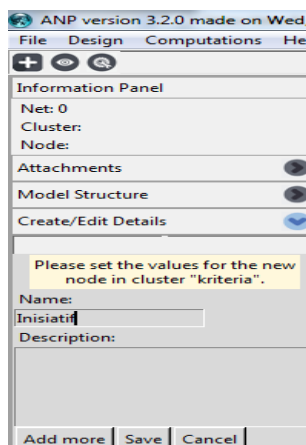 ANP version 3.2.0 made on Wed
File Design Computations He
Information Panel
Net: 0
Cluster:
Node:
Attachments
Model Structure
Create/Edit Details
Please set the values for the new
node in cluster "kriteria".
Name:
Inisiatif
Description:
Add more Save Cancel